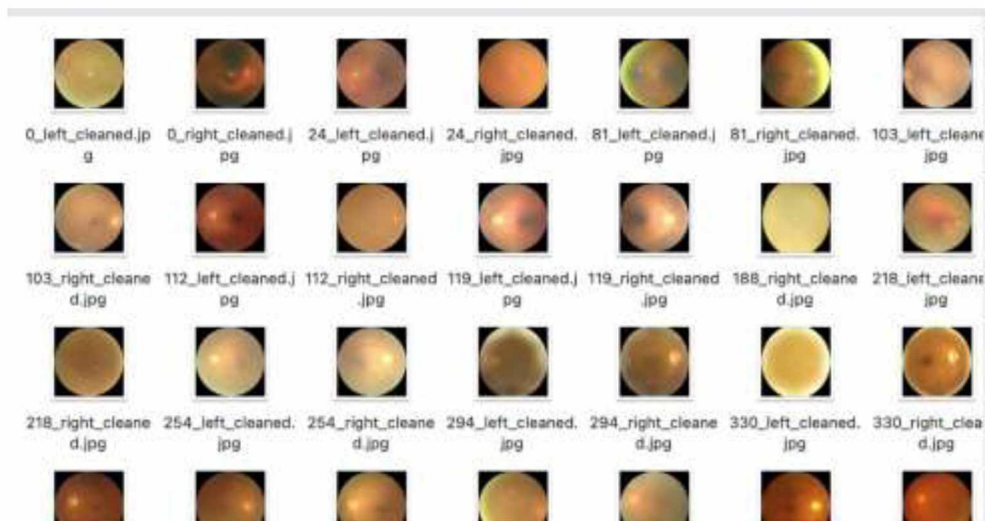 0_left_cleaned.jp 0_right_cleaned.j 24_left_cleaned.j 24_right_cleaned. 81_left_cleaned.j 81_right_cleaned. 103_left_cleane
g pg pg jpg pg jpg jpg
103_right_cleane 112_left_cleaned.j 112_right_cleaned 119_left_cleaned.j 119_right_cleaned 188_right_cleane 218_left_cleane
d.jpg pg .jpg pg .jpg d.jpg jpg
218_right_cleane 254_left_cleaned. 254_right_cleane 294_left_cleaned. 294_right_cleane 330_left_cleaned. 330_right_clea
d.jpg jpg d.jpg jpg d.jpg jpg d.jpg